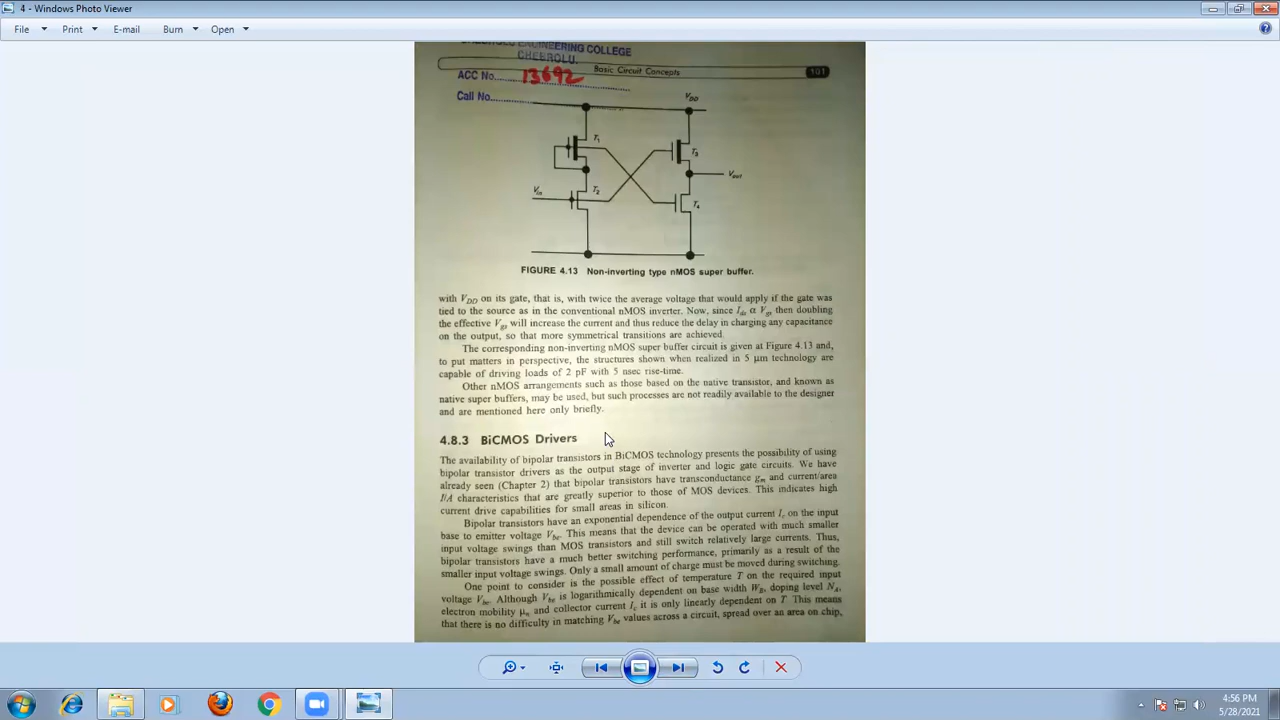 4 - Windows Photo Viewer
File Print E-mail Burn Open
ENGINEERING COLLEGE
CHEBROLU.
Basic Circuit Concepts 101
ACC No. 13692
Call No.
VDD
T1
T3
Vin
T2
Vout
T4
FIGURE 4.13 Non-inverting type nMOS super buffer.
with VDD on its gate, that is, with twice the average voltage that would apply if the gate was
tied to the source as in the conventional nMOS inverter. Now, since Ids α Vgs then doubling
the effective Vgs will increase the current and thus reduce the delay in charging any capacitance
on the output, so that more symmetrical transitions are achieved.
The corresponding non-inverting nMOS super buffer circuit is given at Figure 4.13 and,
to put matters in perspective, the structures shown when realized in 5 µm technology are
capable of driving loads of 2 pF with 5 nsec rise-time.
Other nMOS arrangements such as those based on the native transistor, and known as
native super buffers, may be used, but such processes are not readily available to the designer
and are mentioned here only briefly.
4.8.3 BiCMOS Drivers
The availability of bipolar transistors in BiCMOS technology presents the possibility of using
bipolar transistor drivers as the output stage of inverter and logic gate circuits. We have
already seen (Chapter 2) that bipolar transistors have transconductance gm and current/area
I/A characteristics that are greatly superior to those of MOS devices. This indicates high
current drive capabilities for small areas in silicon.
Bipolar transistors have an exponential dependence of the output current Ic on the input
base to emitter voltage Vbe. This means that the device can be operated with much smaller
input voltage swings than MOS transistors and still switch relatively large currents. Thus,
bipolar transistors have a much better switching performance, primarily as a result of the
smaller input voltage swings. Only a small amount of charge must be moved during switching.
One point to consider is the possible effect of temperature T on the required input
voltage Vbe. Although Vbe is logarithmically dependent on base width WB, doping level NA,
electron mobility µn and collector current Ic it is only linearly dependent on T. This means
that there is no difficulty in matching Vbe values across a circuit, spread over an area on chip,
4:56 PM
5/28/2021